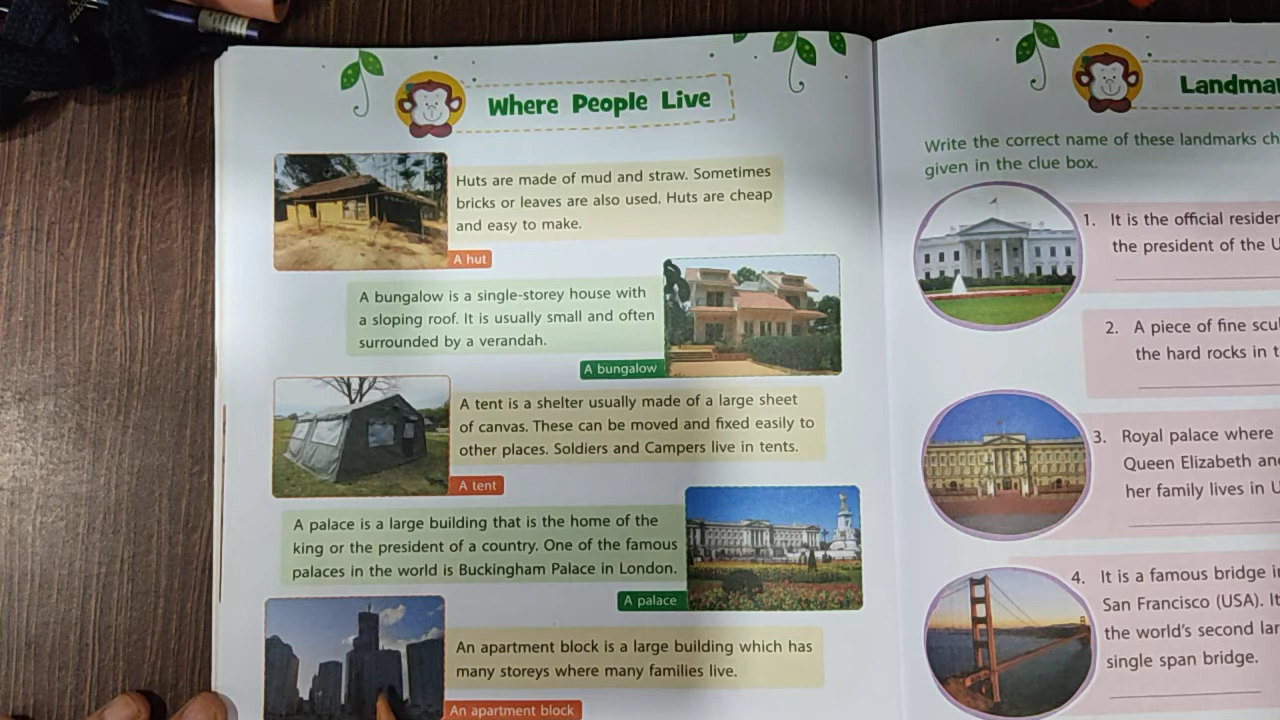 Where People Live
Huts are made of mud and straw. Sometimes
bricks or leaves are also used. Huts are cheap
and easy to make.
A hut
A bungalow is a single-storey house with
a sloping roof. It is usually small and often
surrounded by a verandah.
A bungalow
A tent is a shelter usually made of a large sheet
of canvas. These can be moved and fixed easily to
other places. Soldiers and Campers live in tents.
A tent
A palace is a large building that is the home of the
king or the president of a country. One of the famous
palaces in the world is Buckingham Palace in London.
A palace
An apartment block is a large building which has
many storeys where many families live.
An apartment block
Write the correct name of these landmarks
given in the clue box.
1. It is the official
the president of the
2. A piece of fine
the hard rocks in
3. Royal palace where
Queen Elizabeth
her family lives in
4. It is a famous bridge
San Francisco (USA).
the world's second
single span bridge.